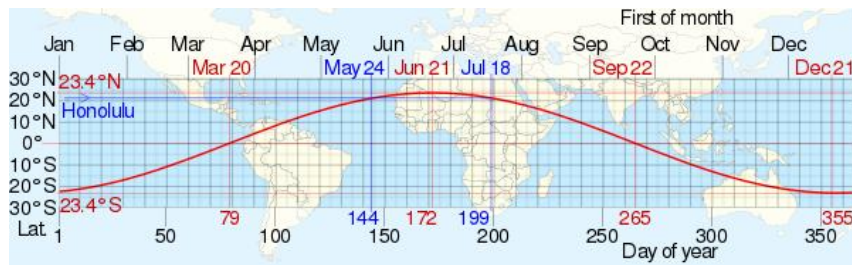 First of month
Jan Feb Mar Apr May Jun Jul Aug Sep Oct Nov Dec
Mar 20 May 24 Jun 21 Jul 18 Sep 22 Dec 21
30°N
23.4°N
20°N
Honolulu
10°N
0°
10°S
20°S
23.4°S
30°S
79 144 172 199 265 355
Lat.
1 50 100 150 200 250 300 350
Day of year